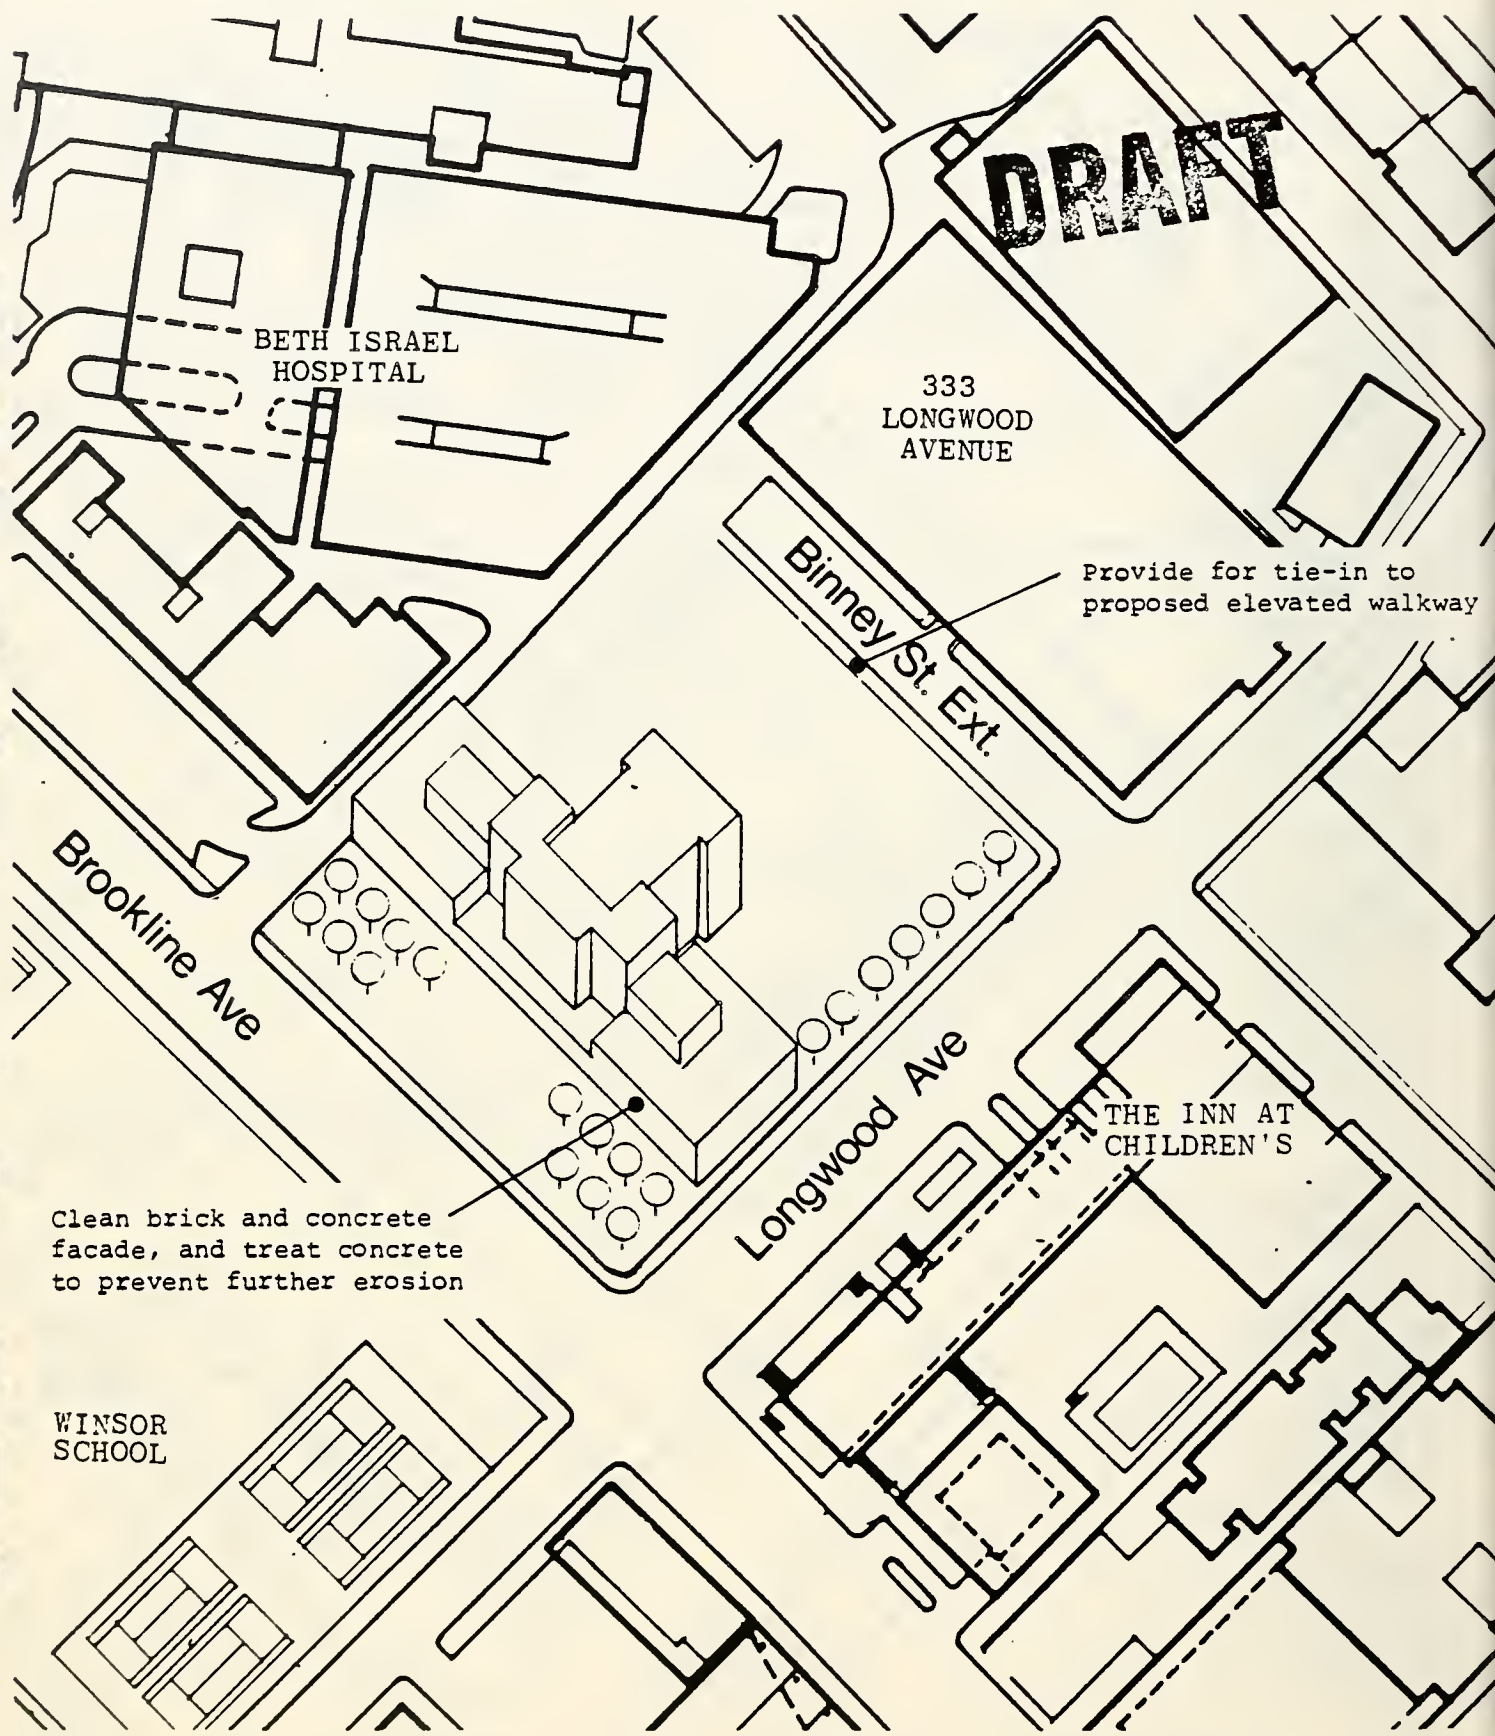 DRAFT
BETH ISRAEL
HOSPITAL
333
LONGWOOD
AVENUE
Provide for tie-in to
proposed elevated walkway
Binney St. Ext.
Brookline Ave
Longwood Ave
THE INN AT
CHILDREN'S
Clean brick and concrete
facade, and treat concrete
to prevent further erosion
WINSOR
SCHOOL